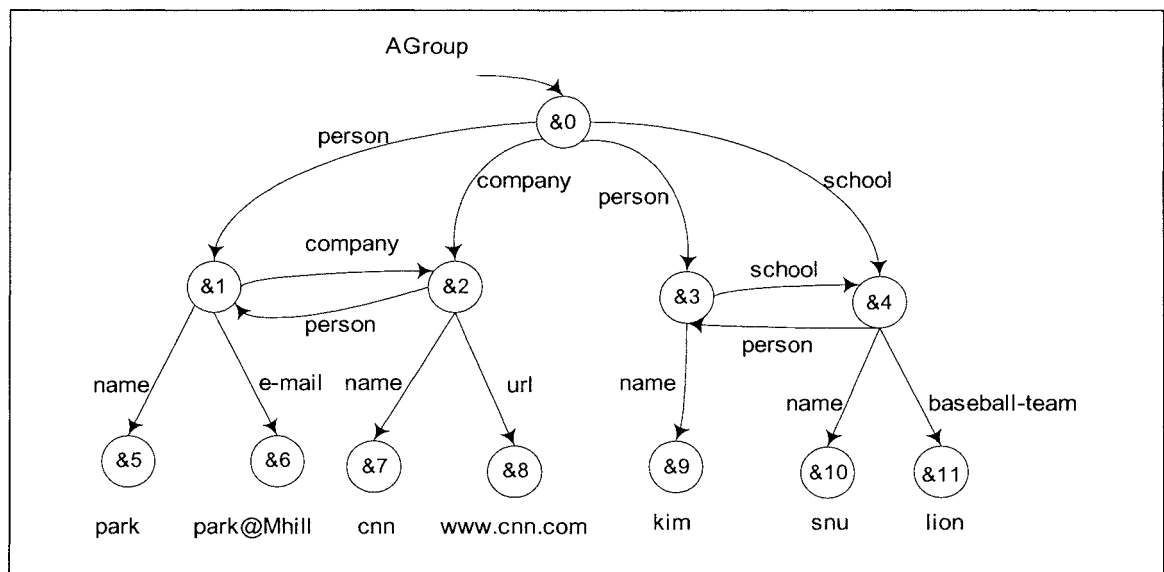 AGroup
&0
person
company
person
school
company
school
&1
&2
&3
&4
person
person
name
e-mail
name
url
name
name
baseball-team
&5
&6
&7
&8
&9
&10
&11
park
park@Mhill
cnn
www.cnn.com
kim
snu
lion